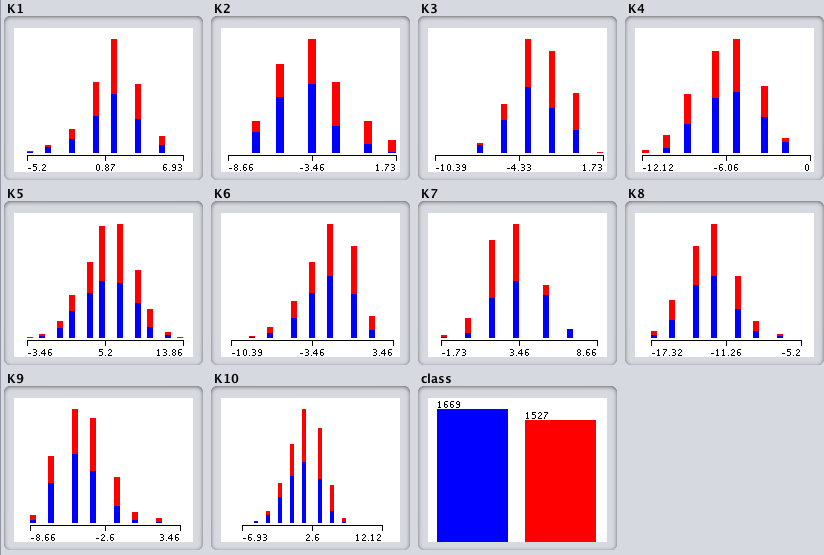 K1 K2 K3 K4
-5.2 0.87 6.93 -8.66 -3.46 1.73 -10.39 -4.33 1.73 -12.12 -6.06 0
K5 K6 K7 K8
-3.46 5.2 13.86 -10.39 -3.46 3.46 -1.73 3.46 8.66 -17.32 -11.26 -5.2
K9 K10 class
1669
1527
-8.66 -2.6 3.46 -6.93 2.6 12.12